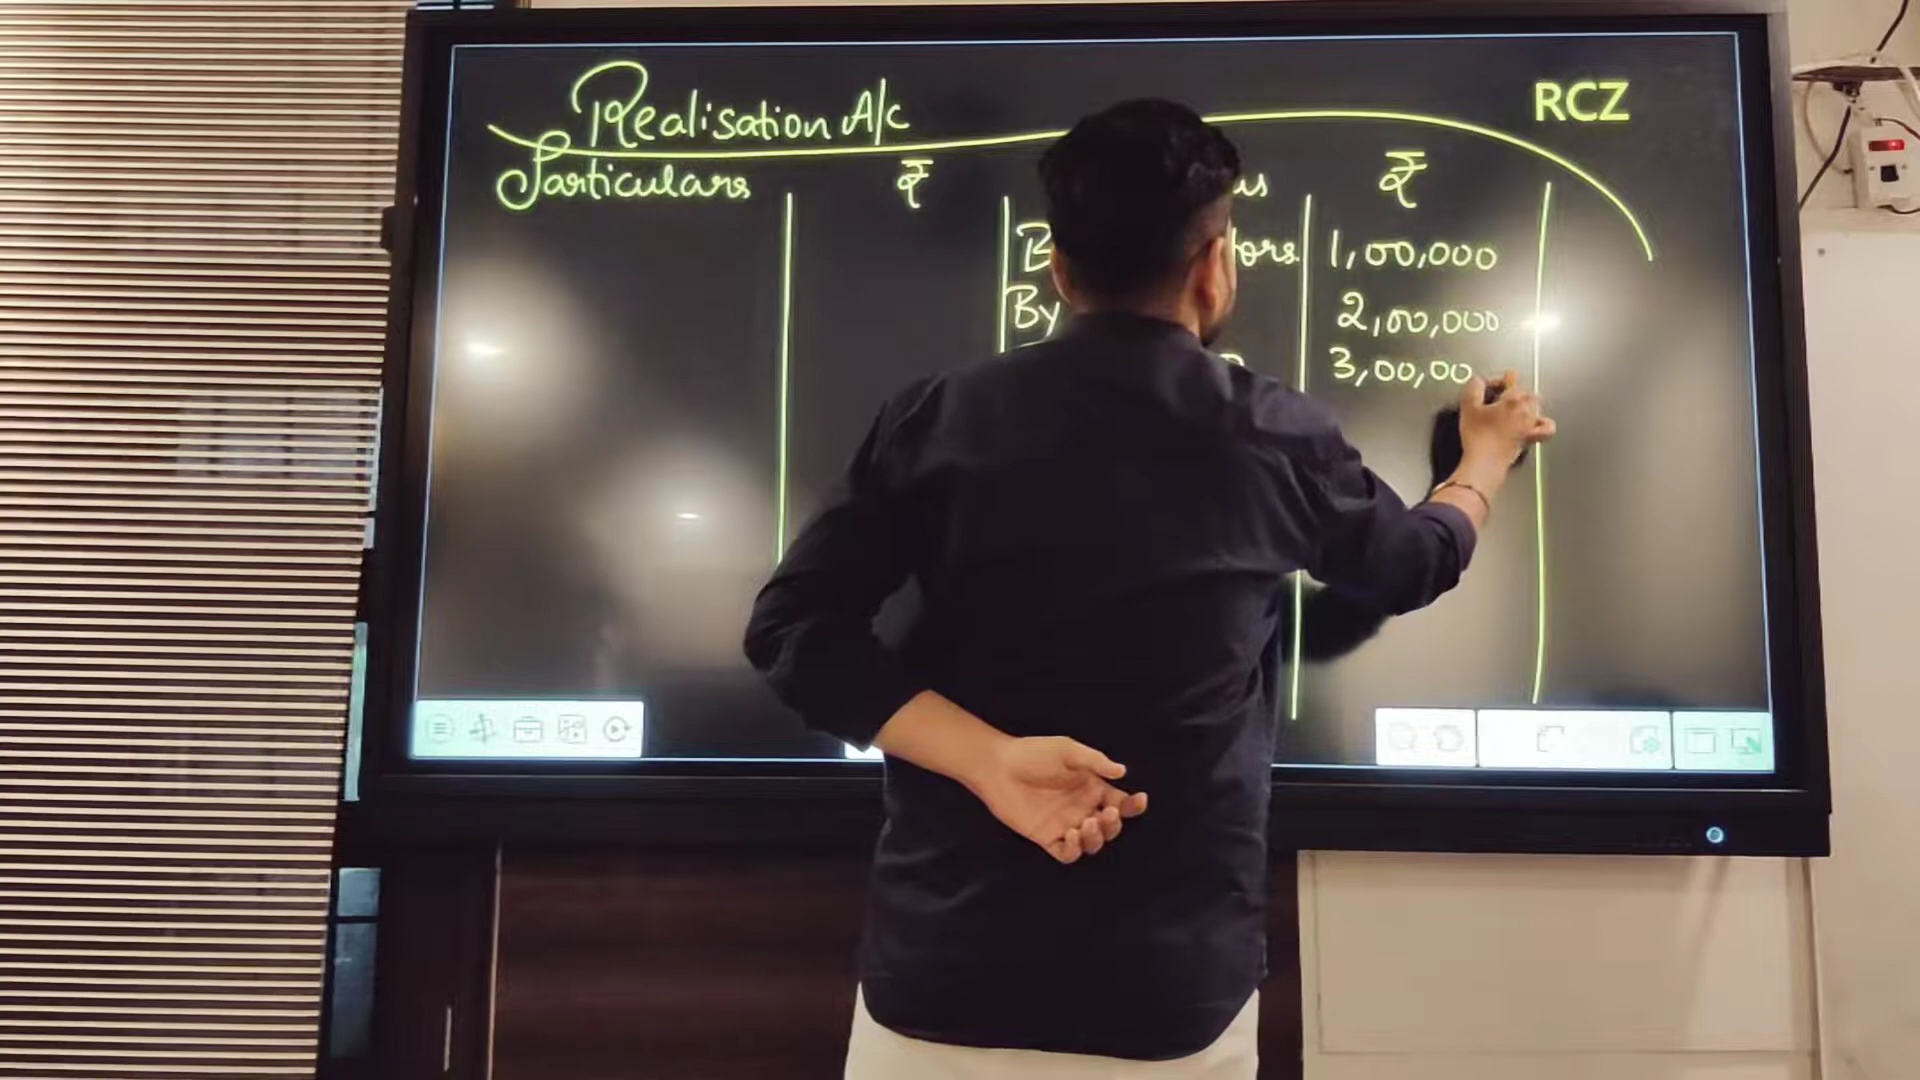 Realisation A/c
RCZ
Particulars ₹ ₹
1,00,000
By 2,00,000
3,00,00